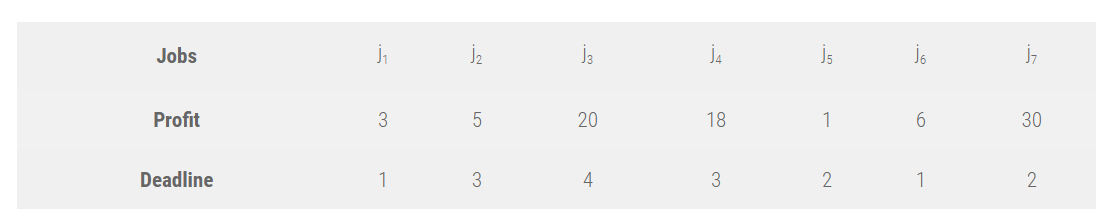 Jobs j₁ j₂ j₃ j₄ j₅ j₆ j₇
Profit 3 5 20 18 1 6 30
Deadline 1 3 4 3 2 1 2